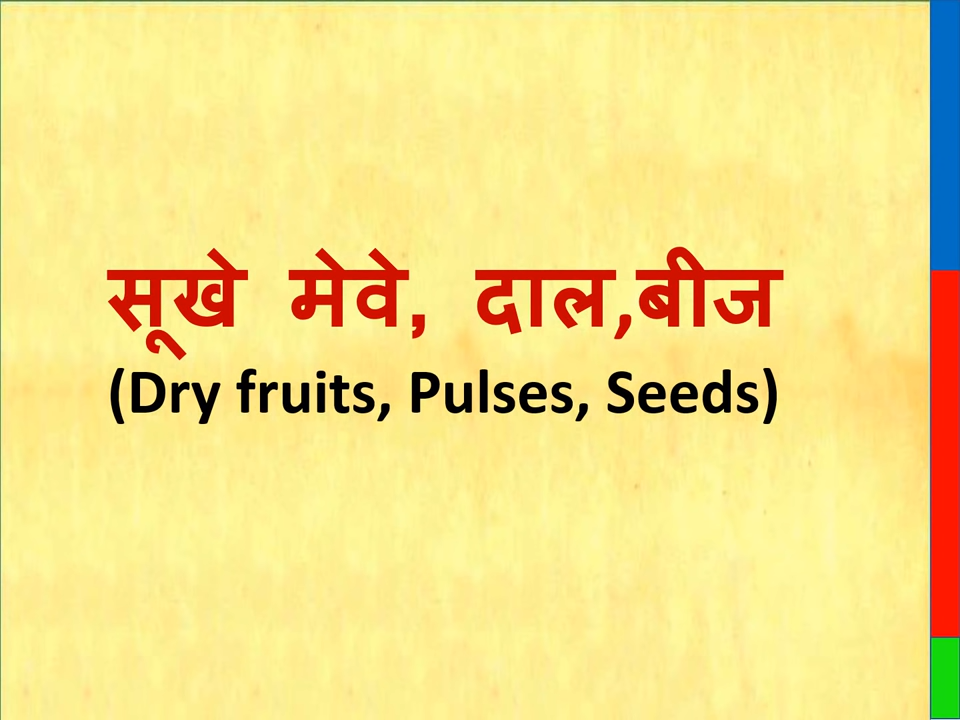 सूखे मेवे, दाल,बीज
(Dry fruits, Pulses, Seeds)